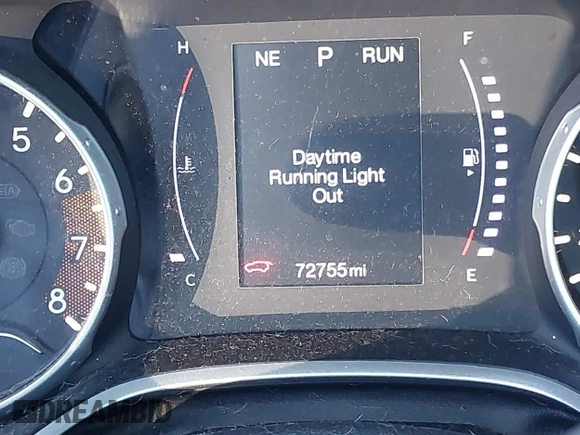 NE P RUN
H
F
5
6
7
8
Daytime
Running Light
Out
72755mi
C
E
DREAMBID